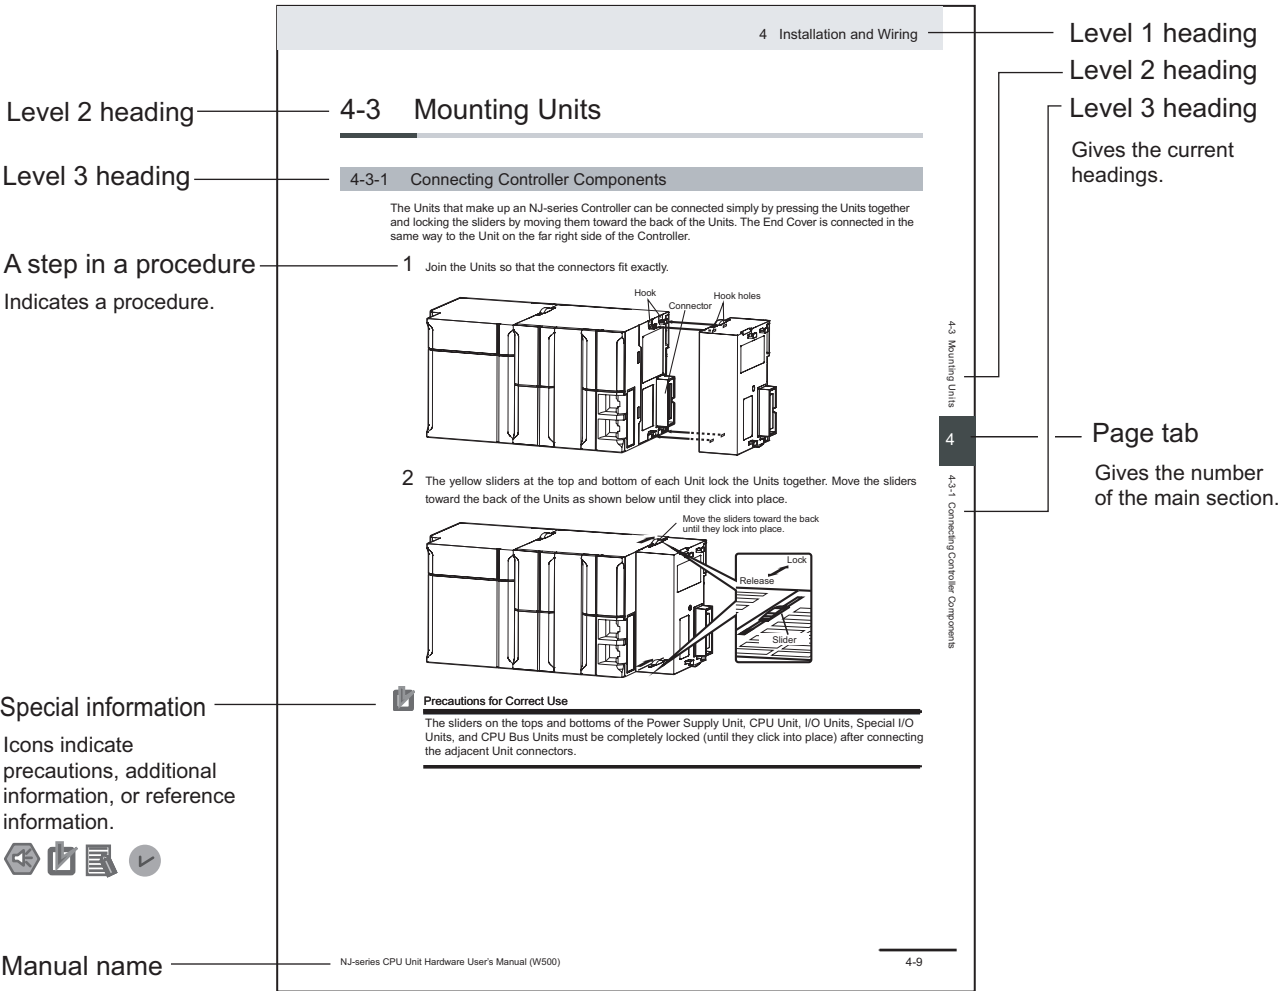 4 Installation and Wiring
Level 1 heading
Level 2 heading
Level 3 heading
Gives the current
headings.
Level 2 heading
4-3 Mounting Units
Level 3 heading
4-3-1 Connecting Controller Components
The Units that make up an NJ-series Controller can be connected simply by pressing the Units together
and locking the sliders by moving them toward the back of the Units. The End Cover is connected in the
same way to the Unit on the far right side of the Controller.
A step in a procedure
Indicates a procedure.
1 Join the Units so that the connectors fit exactly.
Hook
Connector
Hook holes
4-3 Mounting Units
4
Page tab
Gives the number
of the main section.
4-3-1 Connecting Controller Components
2 The yellow sliders at the top and bottom of each Unit lock the Units together. Move the sliders
toward the back of the Units as shown below until they click into place.
Move the sliders toward the back
until they lock into place.
Lock
Release
Slider
Special information
Icons indicate
precautions, additional
information, or reference
information.
Precautions for Correct Use
The sliders on the tops and bottoms of the Power Supply Unit, CPU Unit, I/O Units, Special I/O
Units, and CPU Bus Units must be completely locked (until they click into place) after connecting
the adjacent Unit connectors.
Manual name
NJ-series CPU Unit Hardware User's Manual (W500)
4-9